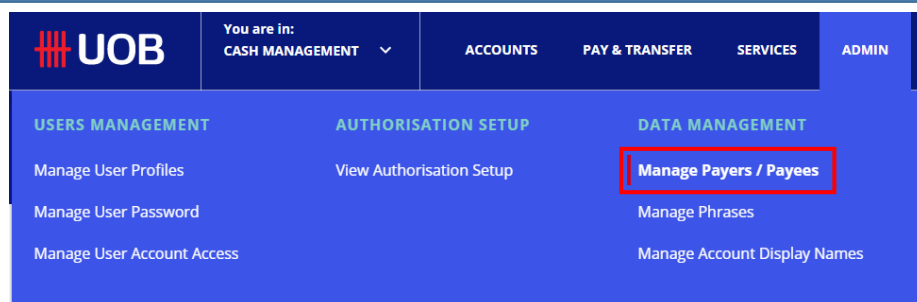 UOB
You are in:
CASH MANAGEMENT
ACCOUNTS
PAY & TRANSFER
SERVICES
ADMIN
USERS MANAGEMENT
Manage User Profiles
Manage User Password
Manage User Account Access
AUTHORISATION SETUP
View Authorisation Setup
DATA MANAGEMENT
Manage Payers / Payees
Manage Phrases
Manage Account Display Names